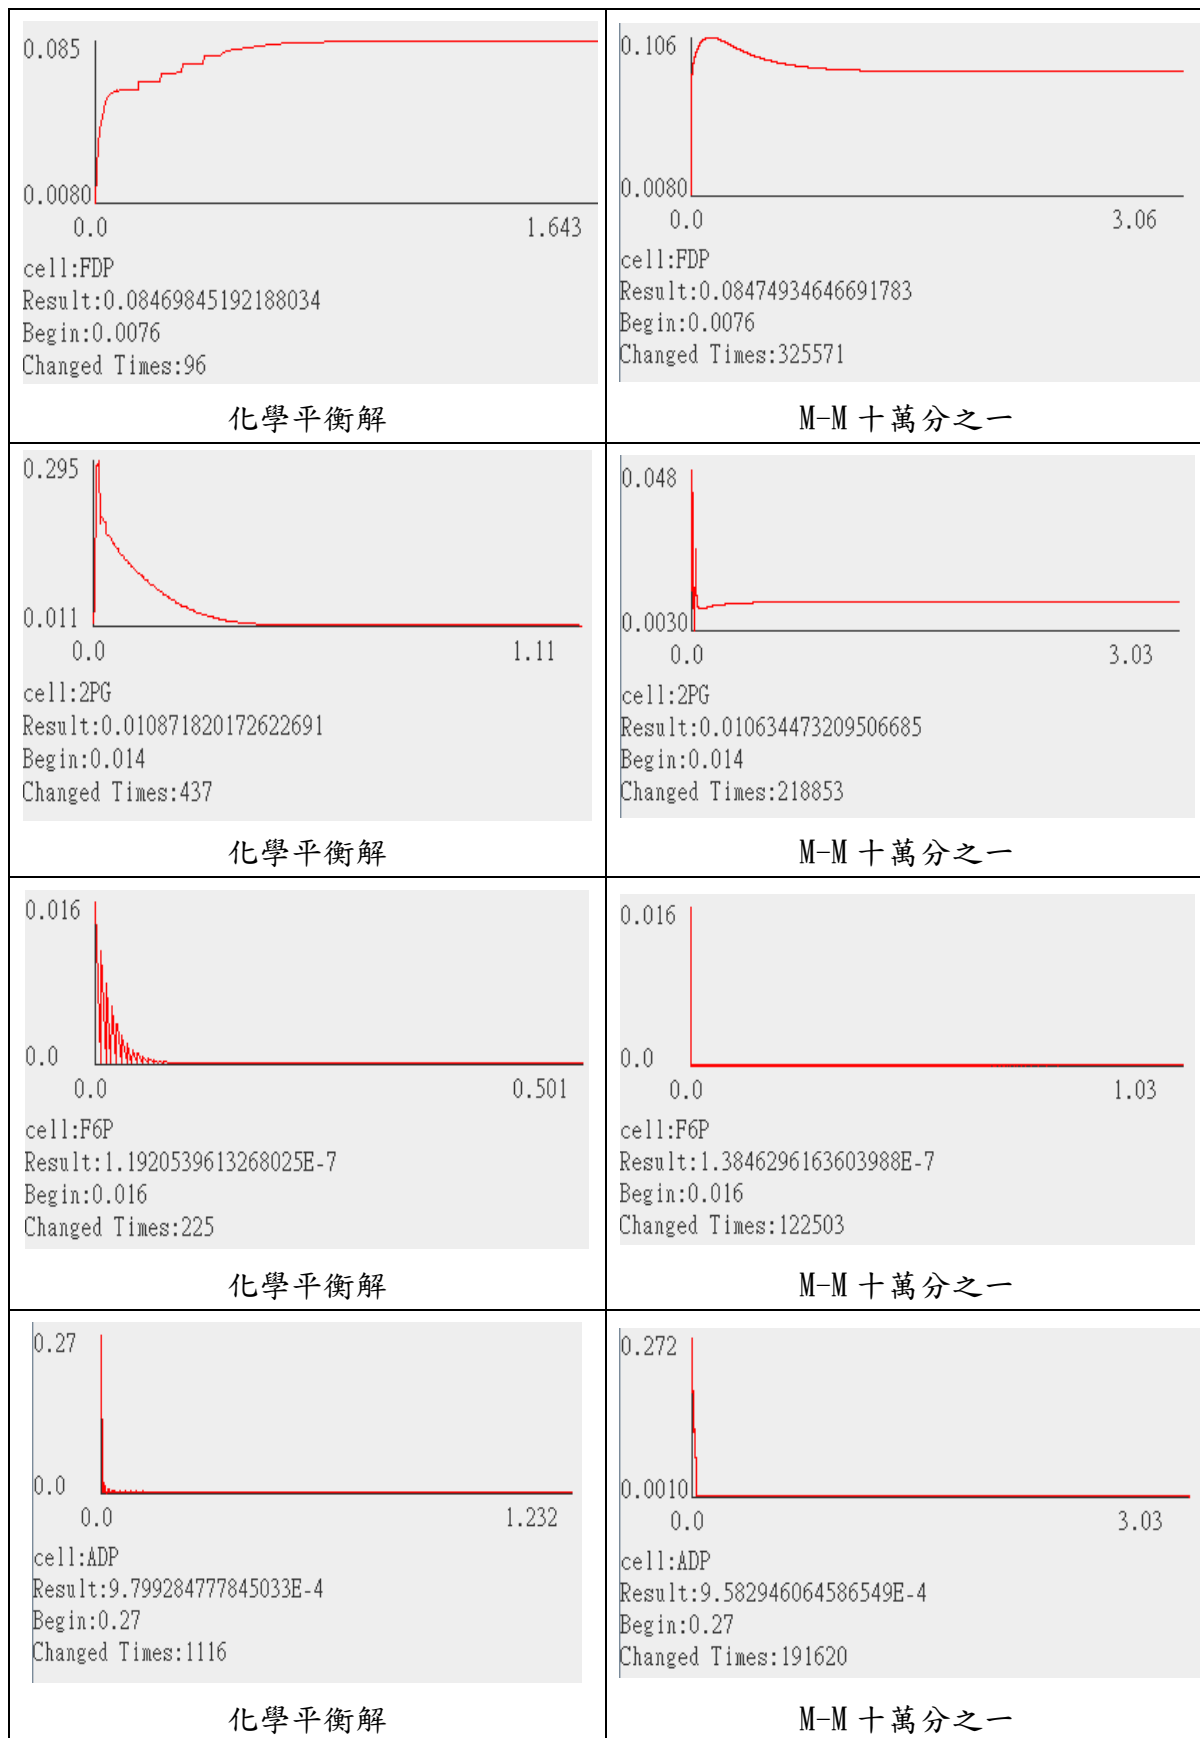 0.085
0.0080
0.0 1.643
cell:FDP
Result:0.08469845192188034
Begin:0.0076
Changed Times:96
化學平衡解
0.106
0.0080
0.0 3.06
cell:FDP
Result:0.08474934646691783
Begin:0.0076
Changed Times:325571
M-M 十萬分之一
0.295
0.011
0.0 1.11
cell:2PG
Result:0.010871820172622691
Begin:0.014
Changed Times:437
化學平衡解
0.048
0.0030
0.0 3.03
cell:2PG
Result:0.010634473209506685
Begin:0.014
Changed Times:218853
M-M 十萬分之一
0.016
0.0
0.0 0.501
cell:F6P
Result:1.1920539613268025E-7
Begin:0.016
Changed Times:225
化學平衡解
0.016
0.0
0.0 1.03
cell:F6P
Result:1.3846296163603988E-7
Begin:0.016
Changed Times:122503
M-M 十萬分之一
0.27
0.0
0.0 1.232
cell:ADP
Result:9.799284777845033E-4
Begin:0.27
Changed Times:1116
化學平衡解
0.272
0.0010
0.0 3.03
cell:ADP
Result:9.582946064586549E-4
Begin:0.27
Changed Times:191620
M-M 十萬分之一